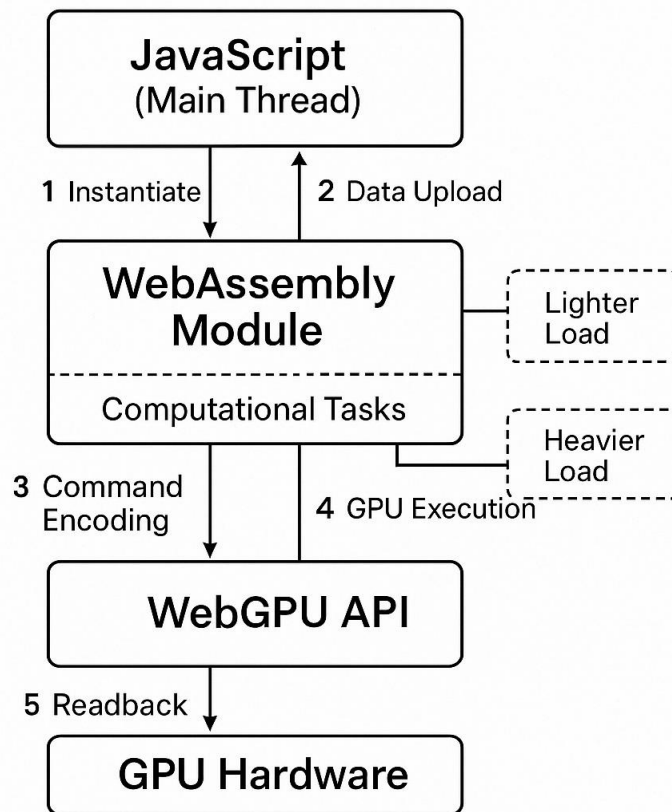 JavaScript
(Main Thread)
1 Instantiate
2 Data Upload
WebAssembly
Module
Lighter
Load
Computational Tasks
Heavier
Load
3 Command
Encoding
4 GPU Execution
WebGPU API
5 Readback
GPU Hardware